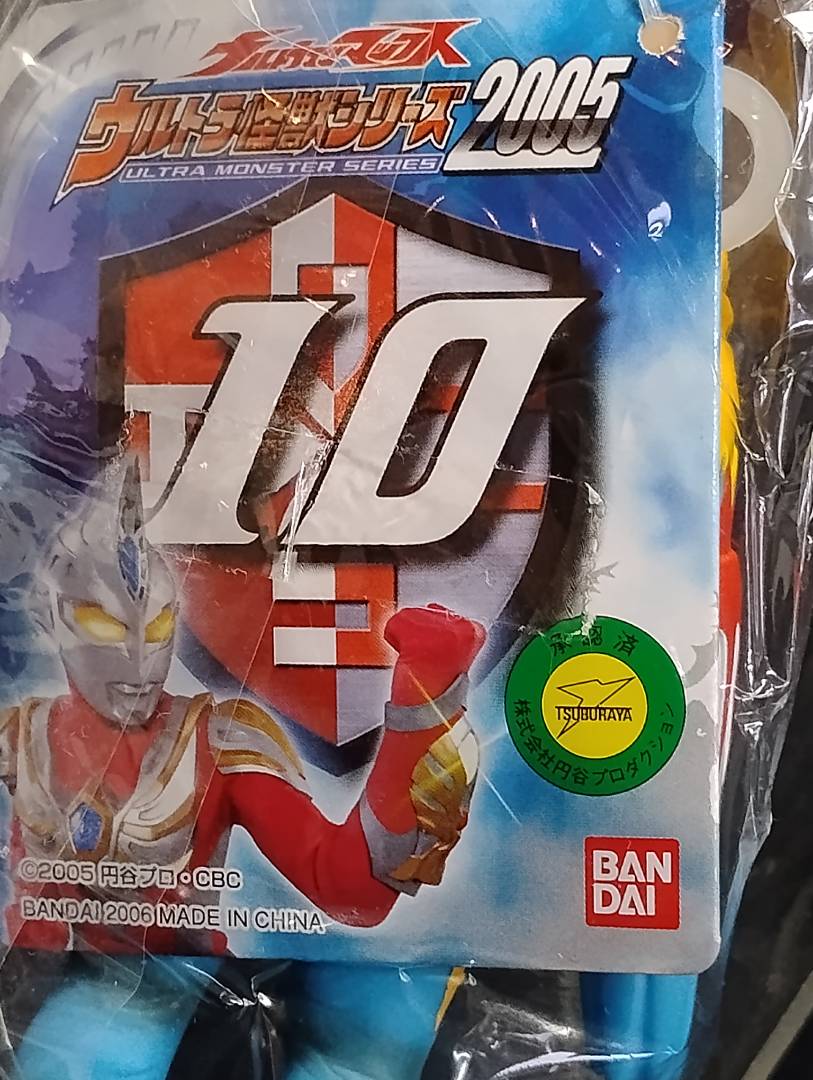 ウルトラマンマックス
ウルトラ怪獣シリーズ 2005
ULTRA MONSTER SERIES
10
承認済
TSUBURAYA
株式会社円谷プロダクション
©2005 円谷プロ・CBC
BANDAI 2006 MADE IN CHINA
BAN
DAI